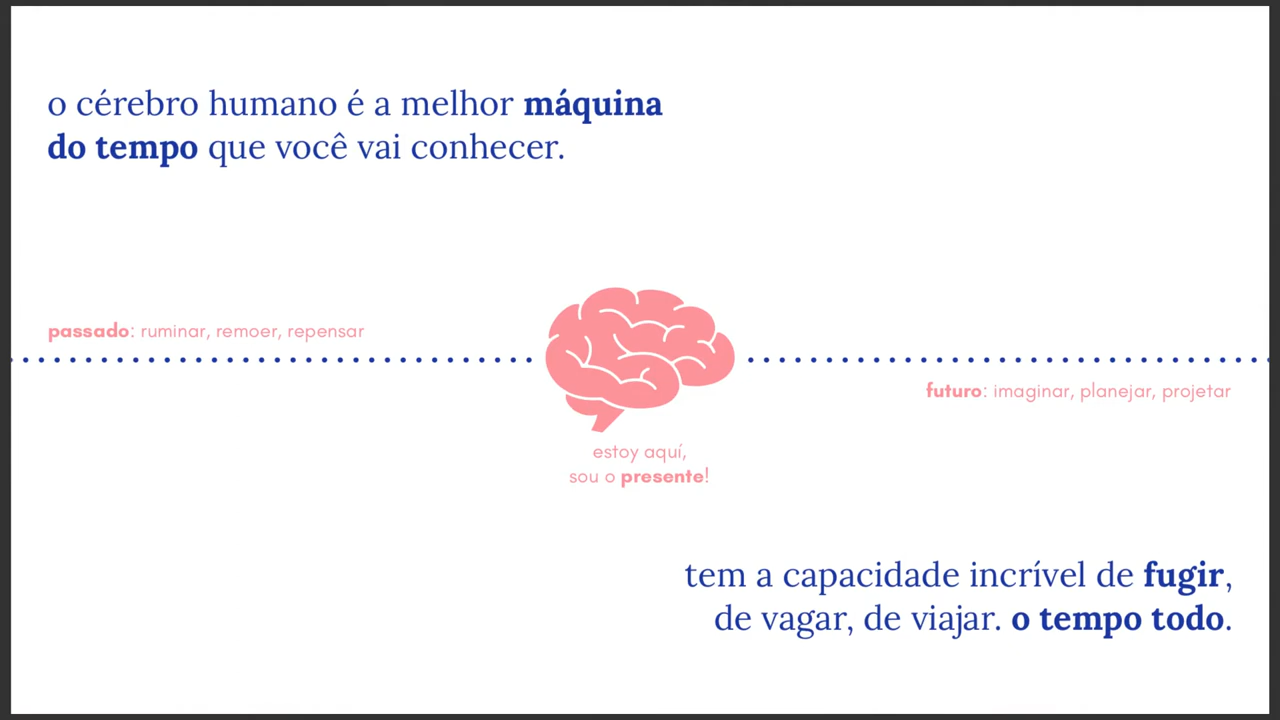 o cérebro humano é a melhor máquina
do tempo que você vai conhecer.
passado: ruminar, remoer, repensar
futuro: imaginar, planejar, projetar
estoy aquí,
sou o presente!
tem a capacidade incrível de fugir,
de vagar, de viajar. o tempo todo.